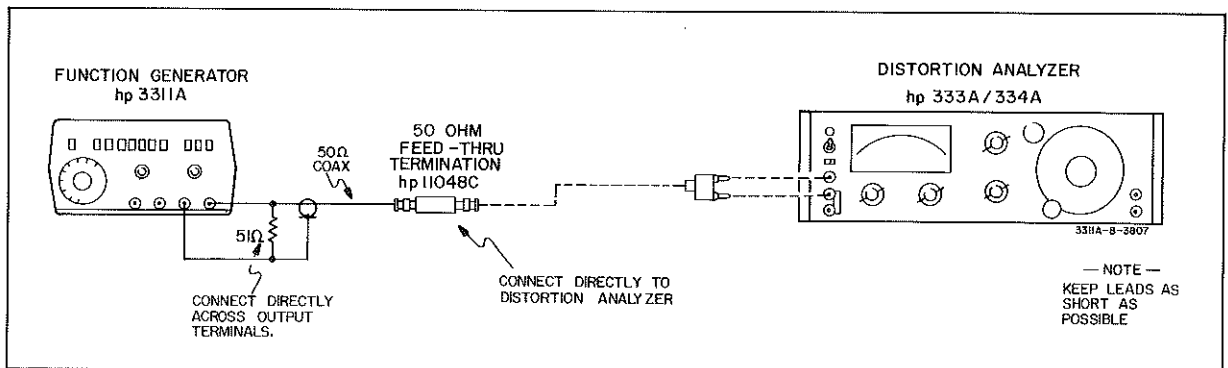 FUNCTION GENERATOR
hp 3311A
51Ω
CONNECT DIRECTLY
ACROSS OUTPUT
TERMINALS.
50Ω
COAX
50 OHM
FEED-THRU
TERMINATION
hp 11048C
CONNECT DIRECTLY TO
DISTORTION ANALYZER
DISTORTION ANALYZER
hp 333A/334A
3311A-B-3807
— NOTE —
KEEP LEADS AS
SHORT AS
POSSIBLE